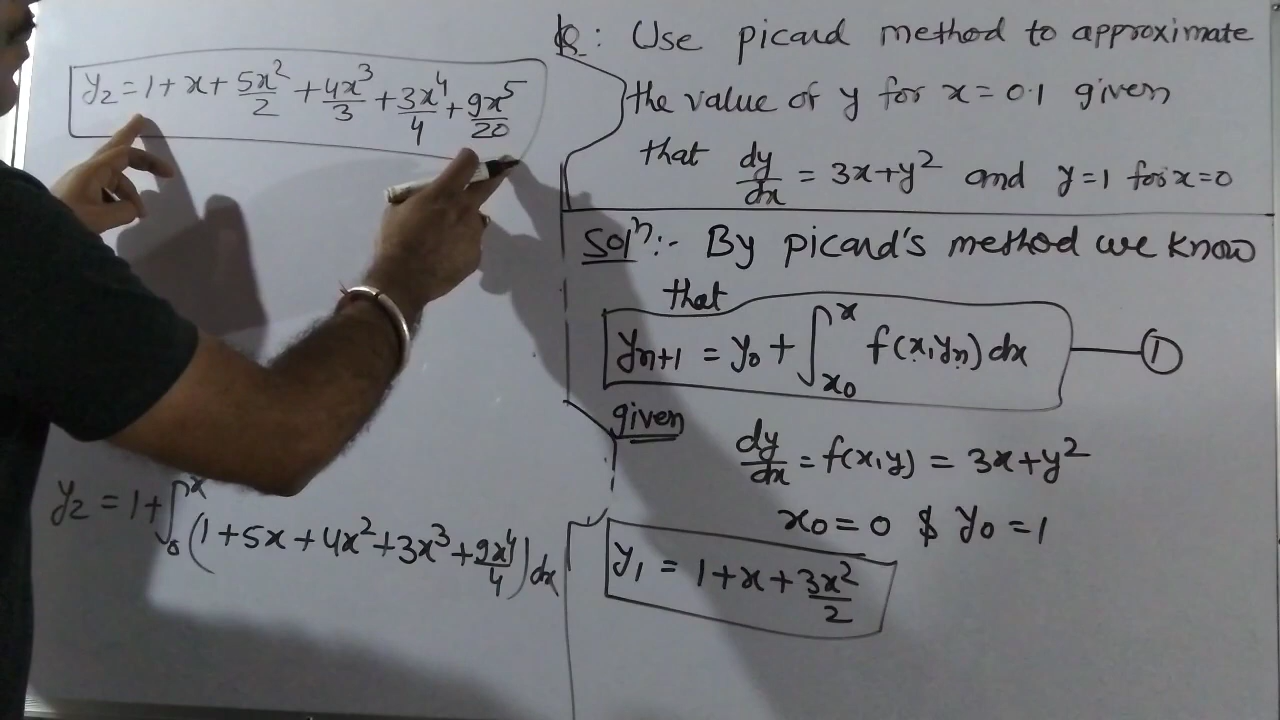 Q: Use picard method to approximate
the value of y for x=0.1 given
that dy/dx = 3x+y² and y=1 for x=0
Solⁿ:- By picard's method we know
that
yn+1 = y0 + ∫x0^x f(x,yn) dx —— ①
given
dy/dx = f(x,y) = 3x+y²
x0=0 $ y0=1
y1 = 1+x+3x²/2
y2 = 1+x+5x²/2+4x³/3+3x⁴/4+9x⁵/20
y2 = 1+∫0^x (1+5x+4x²+3x³+9x⁴/4) dx